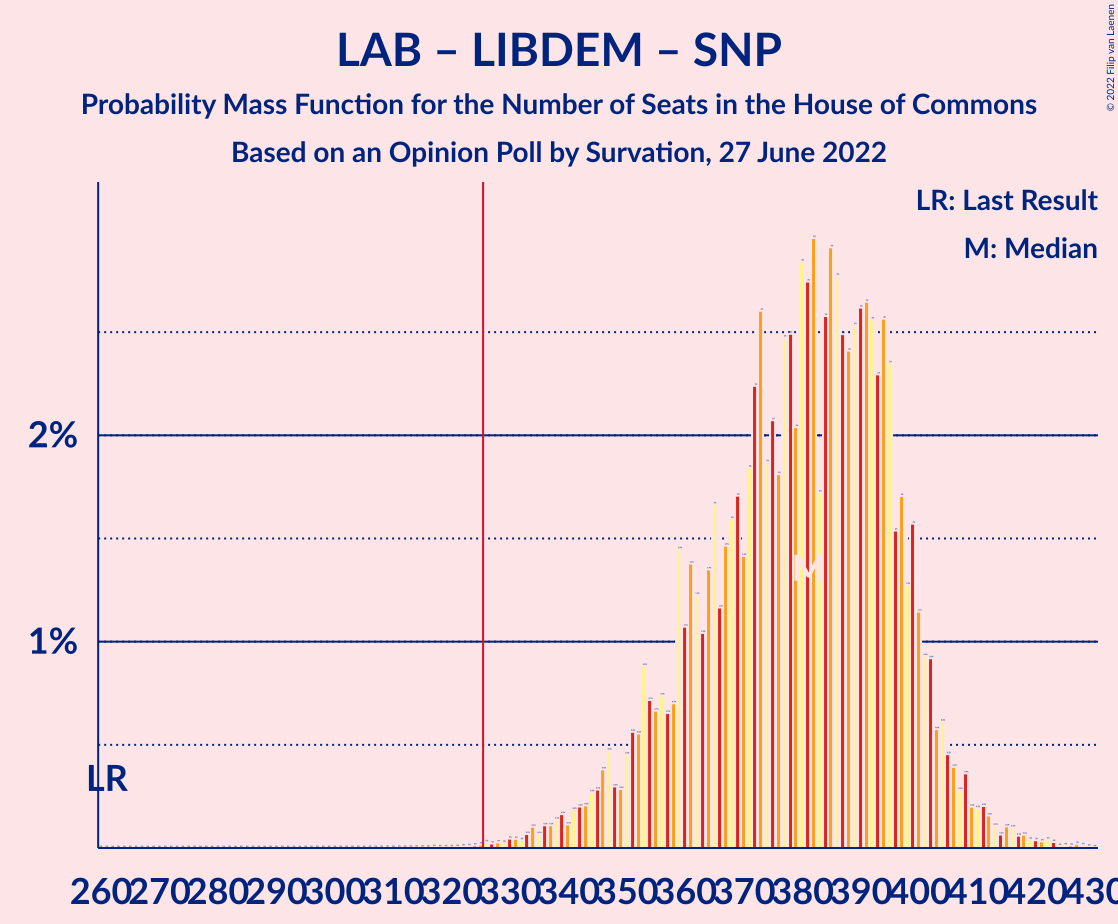 LAB – LIBDEM – SNP
Probability Mass Function for the Number of Seats in the House of Commons
Based on an Opinion Poll by Survation, 27 June 2022
© 2022 Filip van Laenen
LR: Last Result
M: Median
2%
1%
LR
M
260 270 280 290 300 310 320 330 340 350 360 370 380 390 400 410 420 430